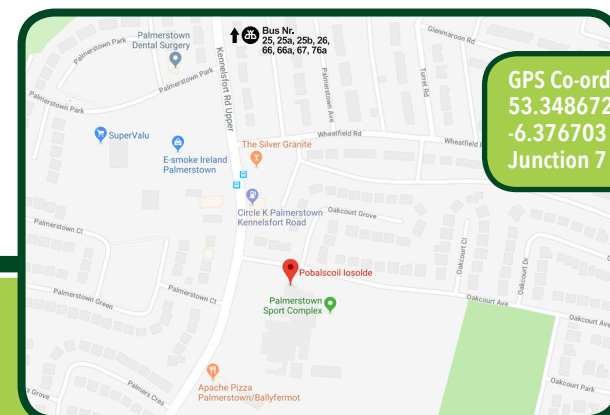 Bus Nr.
25, 25a, 25b, 26,
66, 66a, 67, 76a
Glenmaroon Rd
Palmerstown
Dental Surgery
Palmerstown Park
Palmerstown Park
Palmerstown Park
Kennelsfort Rd Upper
Palmerstown Ave
Turret Rd
GPS Co-ord
53.348672
-6.376703
Junction 7
SuperValu
E-smoke Ireland
Palmerstown
The Silver Granite
Wheatfield Rd
Wheatfield
Circle K Palmerstown
Kennelsfort Road
Oakcourt Grove
Palmerstown Cl
Oakcourt Cl
Oakcourt Dr
Pobalscoil Iosolde
Palmerstown Green
Palmerstown Ct
Palmerstown
Sport Complex
Oakcourt Ave
Oakcourt Ave
Apache Pizza
Palmerstown/Ballyfermot
Palmers Cres
s Grove
Oakcourt Park